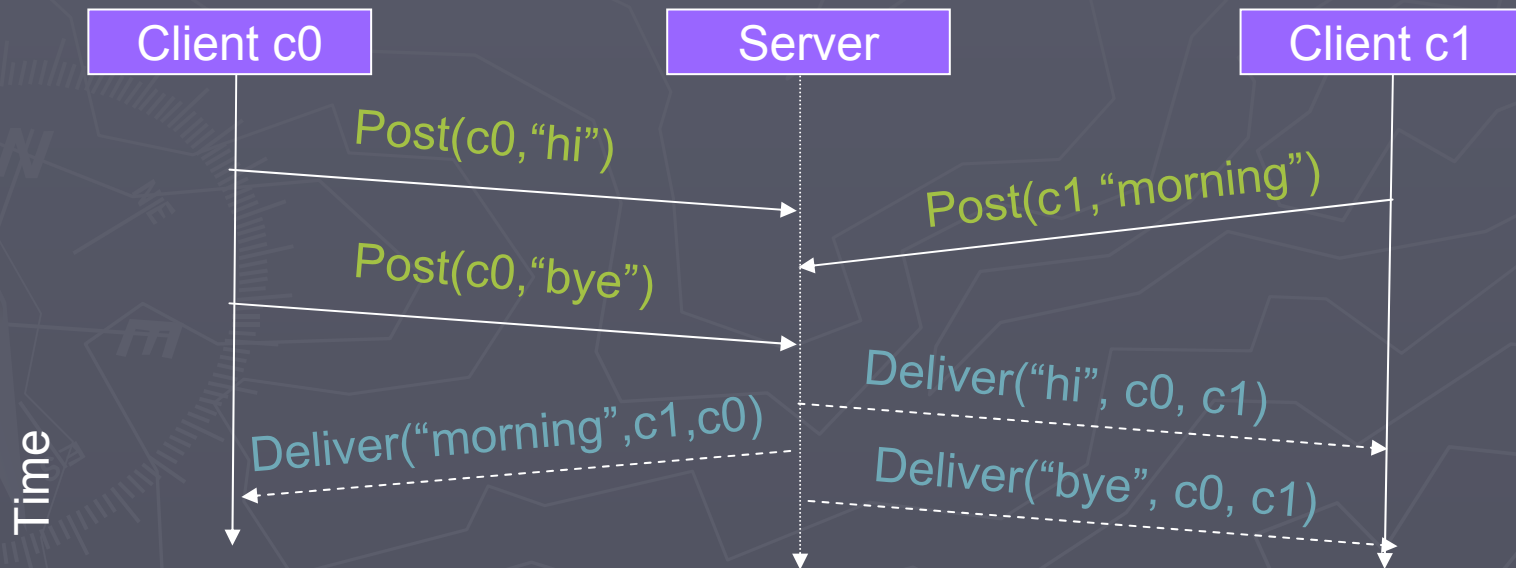 Client c0
Server
Client c1
Post(c0,“hi”)
Post(c1,“morning”)
Post(c0,“bye”)
Deliver(“hi”, c0, c1)
Deliver(“morning”,c1,c0)
Deliver(“bye”, c0, c1)
Time
N
NE
E